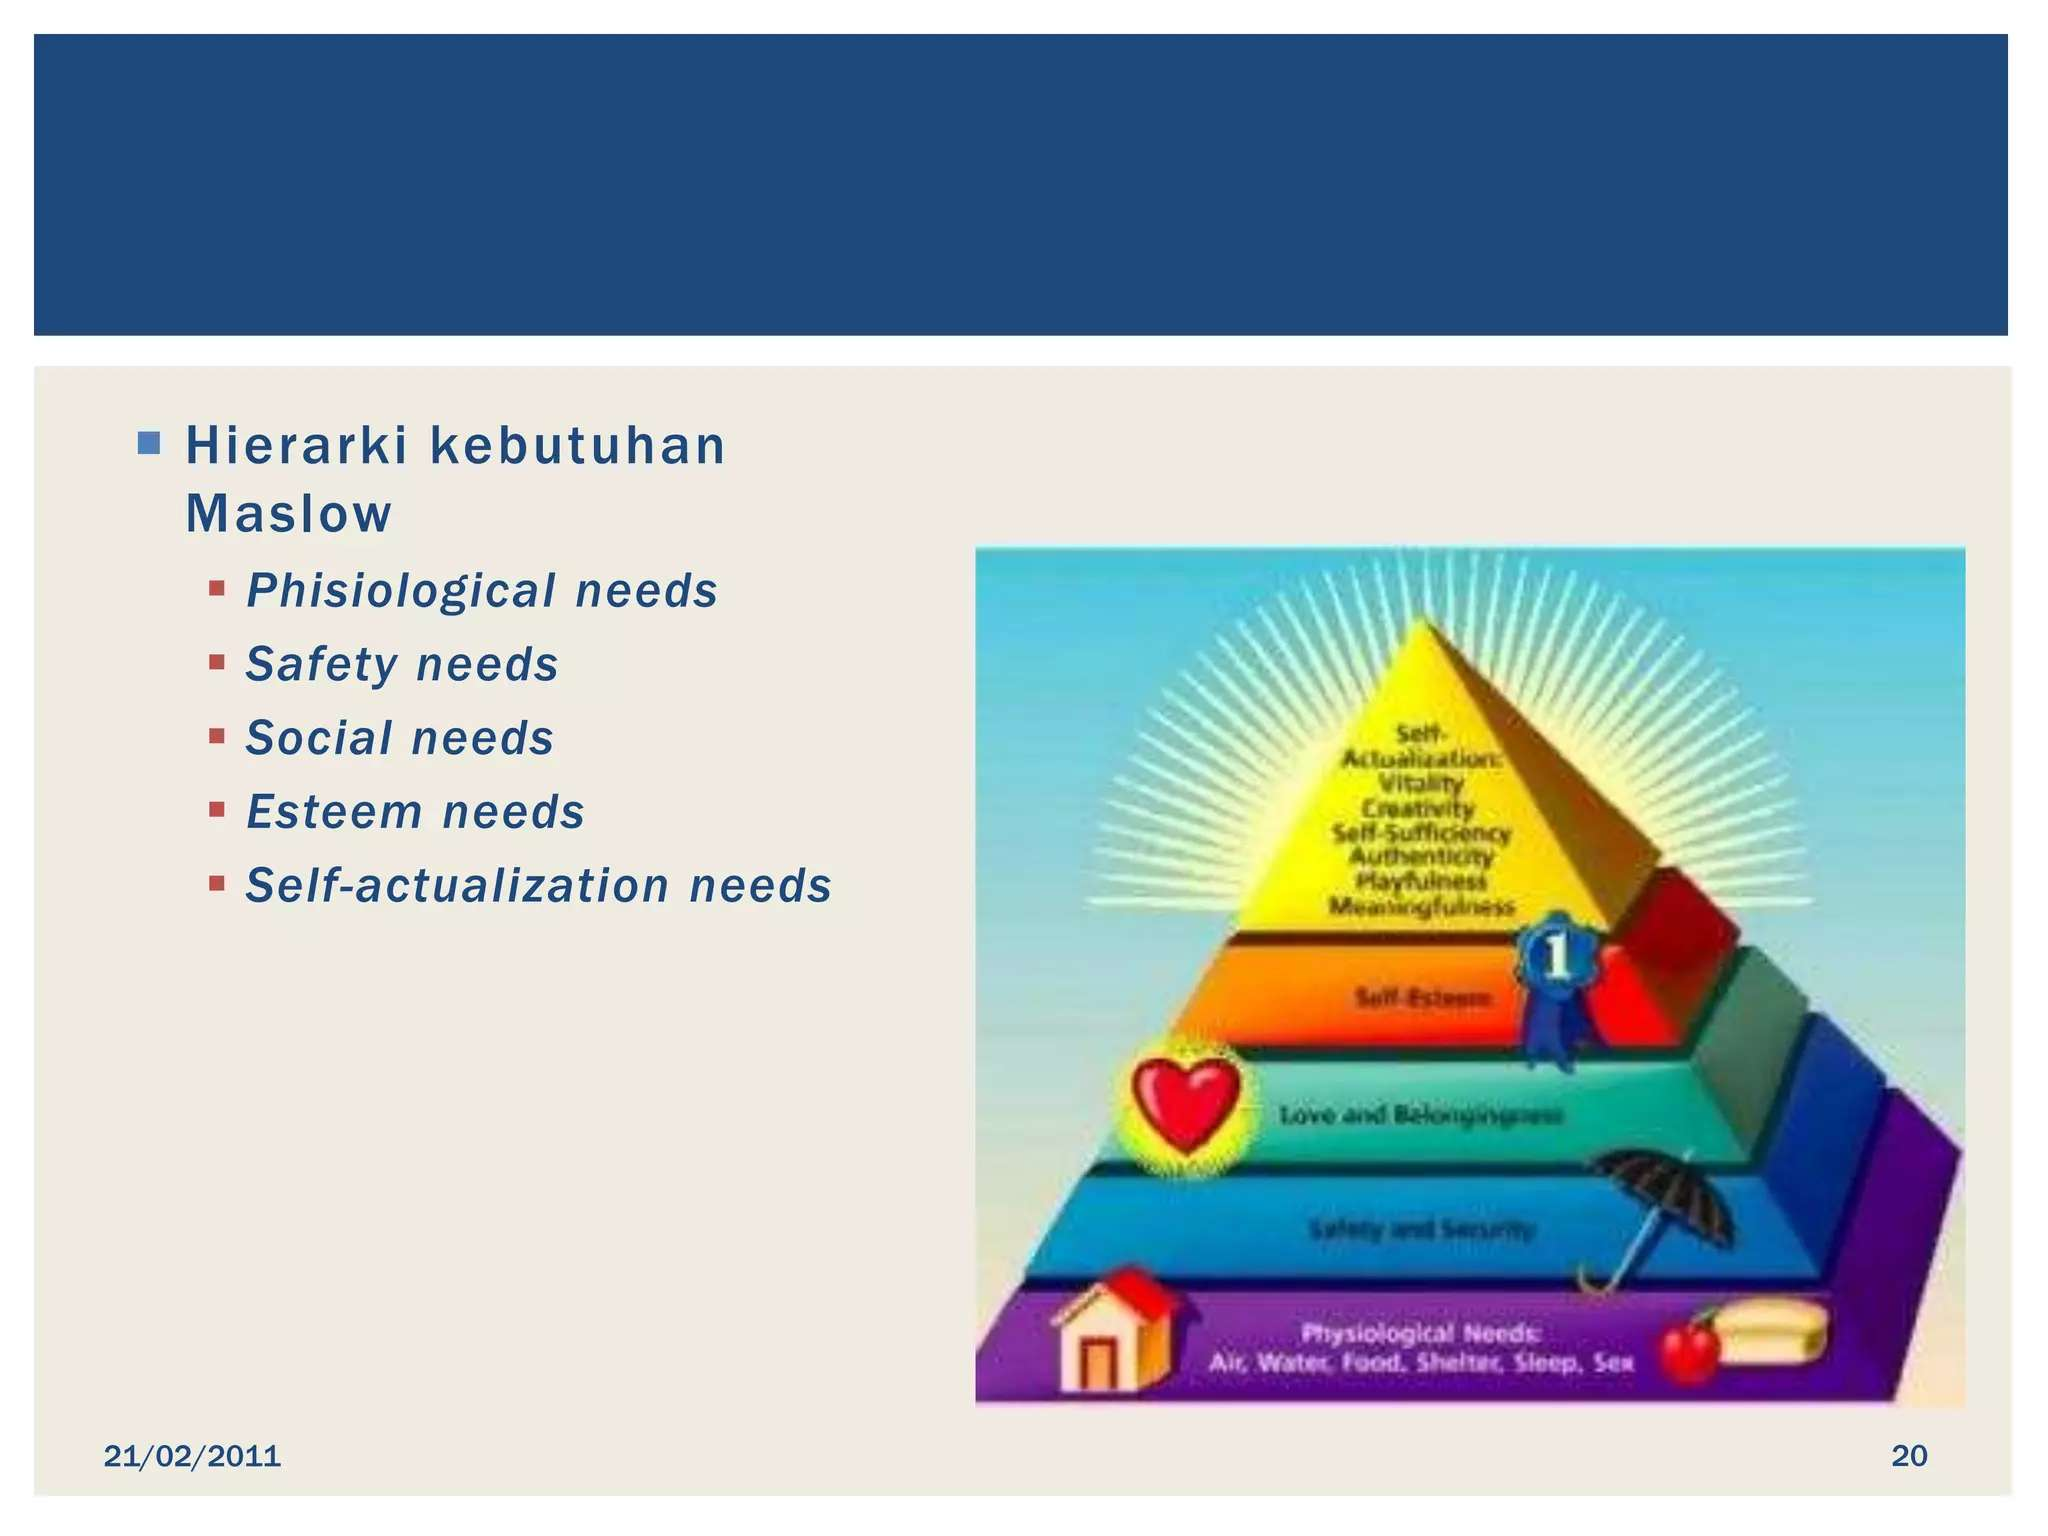 Hierarki kebutuhan
Maslow
Phisiological needs
Safety needs
Social needs
Esteem needs
Self-actualization needs
Self-
Actualization:
Vitality
Creativity
Self-Sufficiency
Authenticity
Playfulness
Meaningfulness
1
Self-Esteem
Love and Belongingness
Safety and Security
Physiological Needs:
Air, Water, Food, Shelter, Sleep, Sex
21/02/2011
20